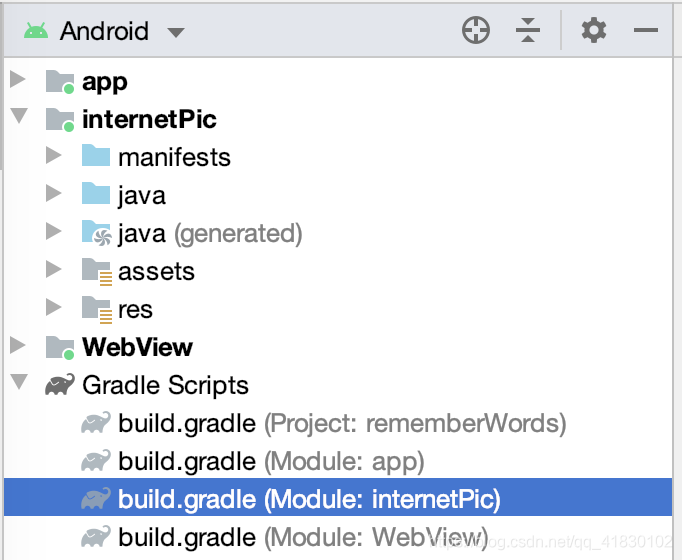 Android
app
internetPic
manifests
java
java (generated)
assets
res
WebView
Gradle Scripts
build.gradle (Project: rememberWords)
build.gradle (Module: app)
build.gradle (Module: internetPic)
build.gradle (Module: WebView)
https://blog.csdn.net/qq_41830102